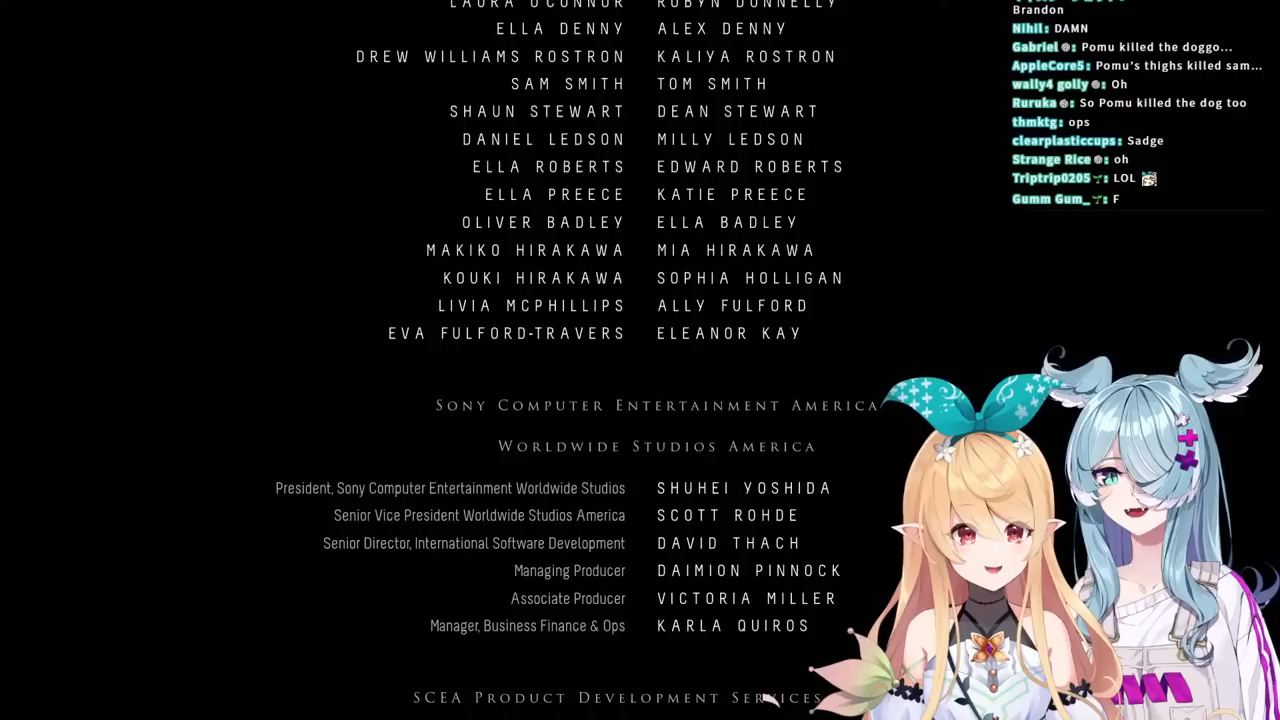 LAURA O'CONNOR ROBYN DONNELLY
ELLA DENNY ALEX DENNY
DREW WILLIAMS ROSTRON KALIYA ROSTRON
SAM SMITH TOM SMITH
SHAUN STEWART DEAN STEWART
DANIEL LEDSON MILLY LEDSON
ELLA ROBERTS EDWARD ROBERTS
ELLA PREECE KATIE PREECE
OLIVER BADLEY ELLA BADLEY
MAKIKO HIRAKAWA MIA HIRAKAWA
KOUKI HIRAKAWA SOPHIA HOLLIGAN
LIVIA MCPHILLIPS ALLY FULFORD
EVA FULFORD-TRAVERS ELEANOR KAY
SONY COMPUTER ENTERTAINMENT AMERICA
WORLDWIDE STUDIOS AMERICA
President, Sony Computer Entertainment Worldwide Studios SHUHEI YOSHIDA
Senior Vice President Worldwide Studios America SCOTT ROHDE
Senior Director, International Software Development DAVID THACH
Managing Producer DAIMION PINNOCK
Associate Producer VICTORIA MILLER
Manager, Business Finance & Ops KARLA QUIROS
SCEA PRODUCT DEVELOPMENT SERVICES
Brandon
Nihil: DAMN
Gabriel: Pomu killed the doggo...
AppleCore5: Pomu's thighs killed sam...
wally4 golly: Oh
Ruruka: So Pomu killed the dog too
thmktg: ops
clearplasticcups: Sadge
Strange Rice: oh
Triptrip0205: LOL
Gumm Gum_: F